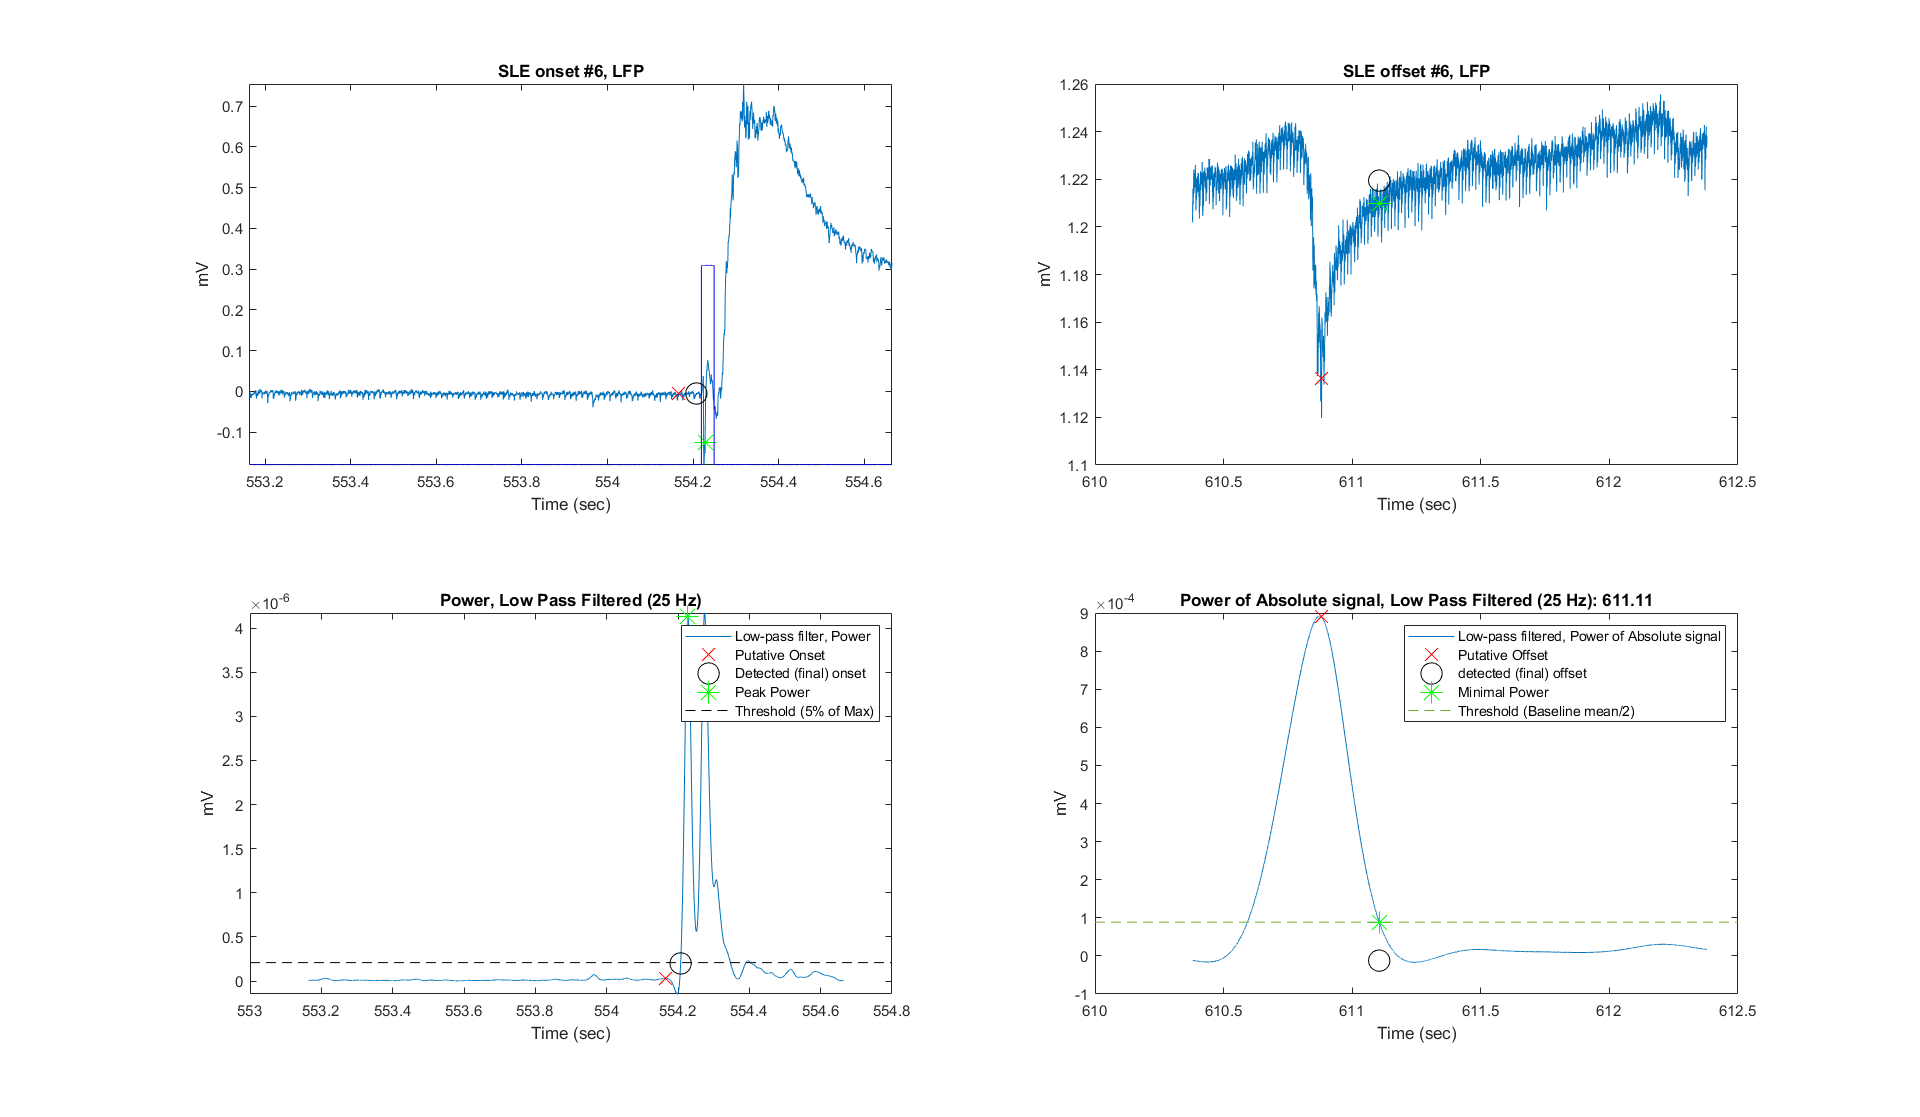 SLE onset #6, LFP
0.7
0.6
0.5
0.4
0.3
0.2
0.1
0
-0.1
mV
553.2 553.4 553.6 553.8 554 554.2 554.4 554.6
Time (sec)
SLE offset #6, LFP
1.26
1.24
1.22
1.2
1.18
1.16
1.14
1.12
1.1
mV
610 610.5 611 611.5 612 612.5
Time (sec)
Power, Low Pass Filtered (25 Hz)
×10-6
4
3.5
3
2.5
2
1.5
1
0.5
0
mV
Low-pass filter, Power
Putative Onset
Detected (final) onset
Peak Power
Threshold (5% of Max)
553 553.2 553.4 553.6 553.8 554 554.2 554.4 554.6 554.8
Time (sec)
Power of Absolute signal, Low Pass Filtered (25 Hz): 611.11
×10-4
9
8
7
6
5
4
3
2
1
0
-1
mV
Low-pass filtered, Power of Absolute signal
Putative Offset
detected (final) offset
Minimal Power
Threshold (Baseline mean/2)
610 610.5 611 611.5 612 612.5
Time (sec)